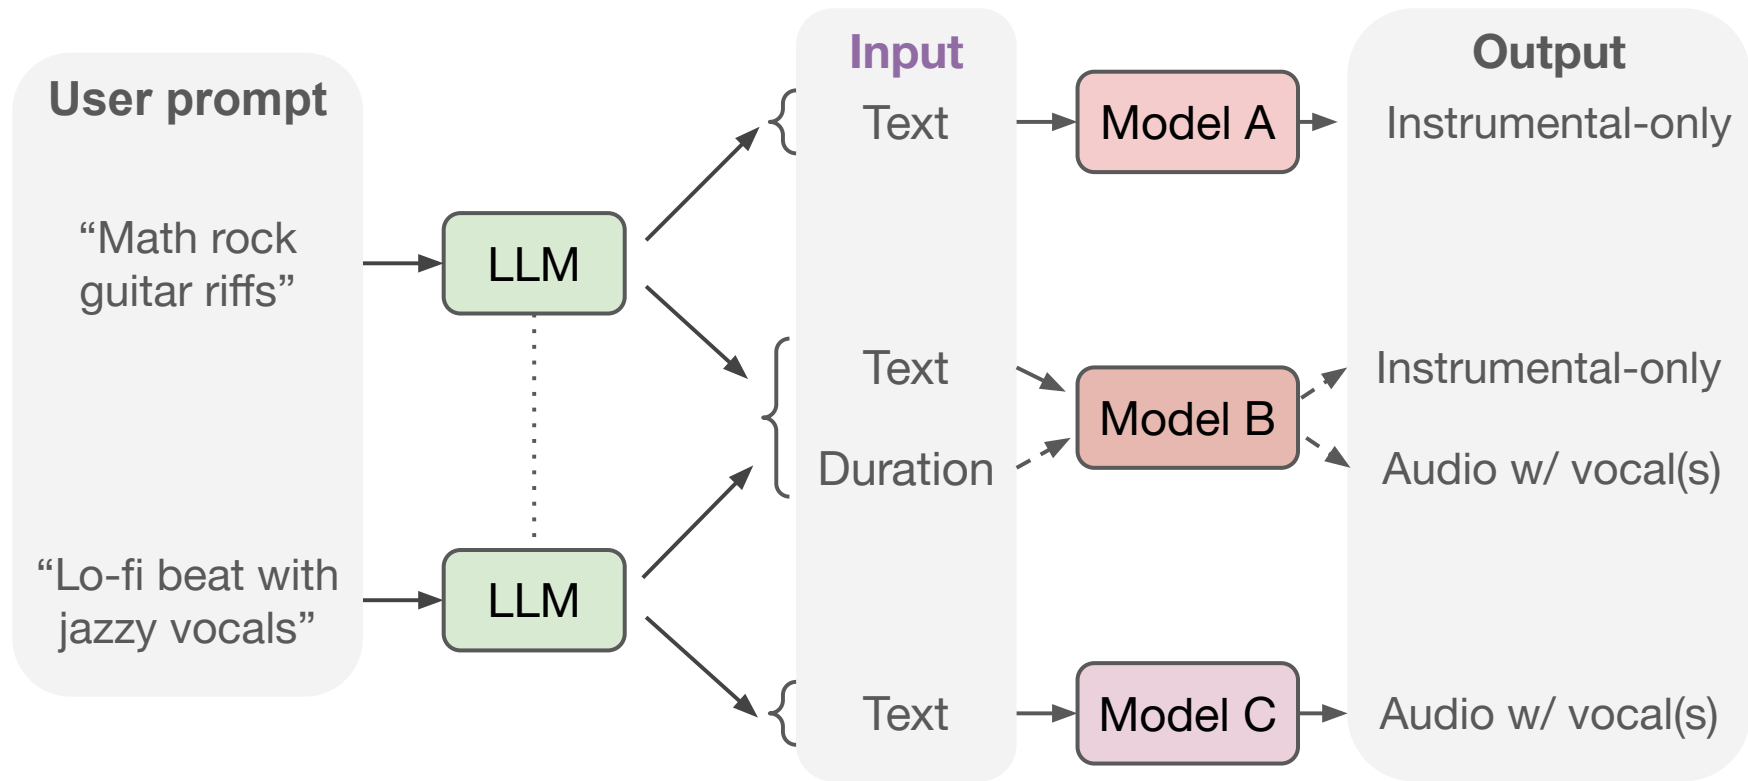 User prompt
“Math rock
guitar riffs”
“Lo-fi beat with
jazzy vocals”
LLM
LLM
Input
Text
Text
Duration
Text
Model A
Model B
Model C
Output
Instrumental-only
Instrumental-only
Audio w/ vocal(s)
Audio w/ vocal(s)